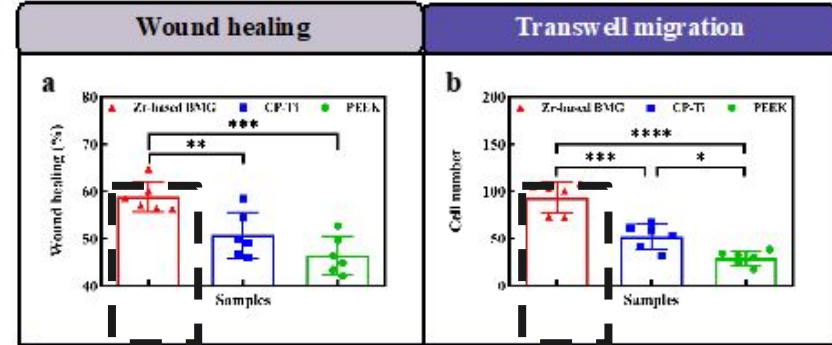 Wound healing
Transwell migration
a
80
Zr-based BMG
CP-Ti
PEEK
***
**
70
60
50
40
Wound healing (%)
Samples
b
200
Zr-based BMG
CP-Ti
PEEK
****
***
*
150
100
50
0
Cell number
Samples